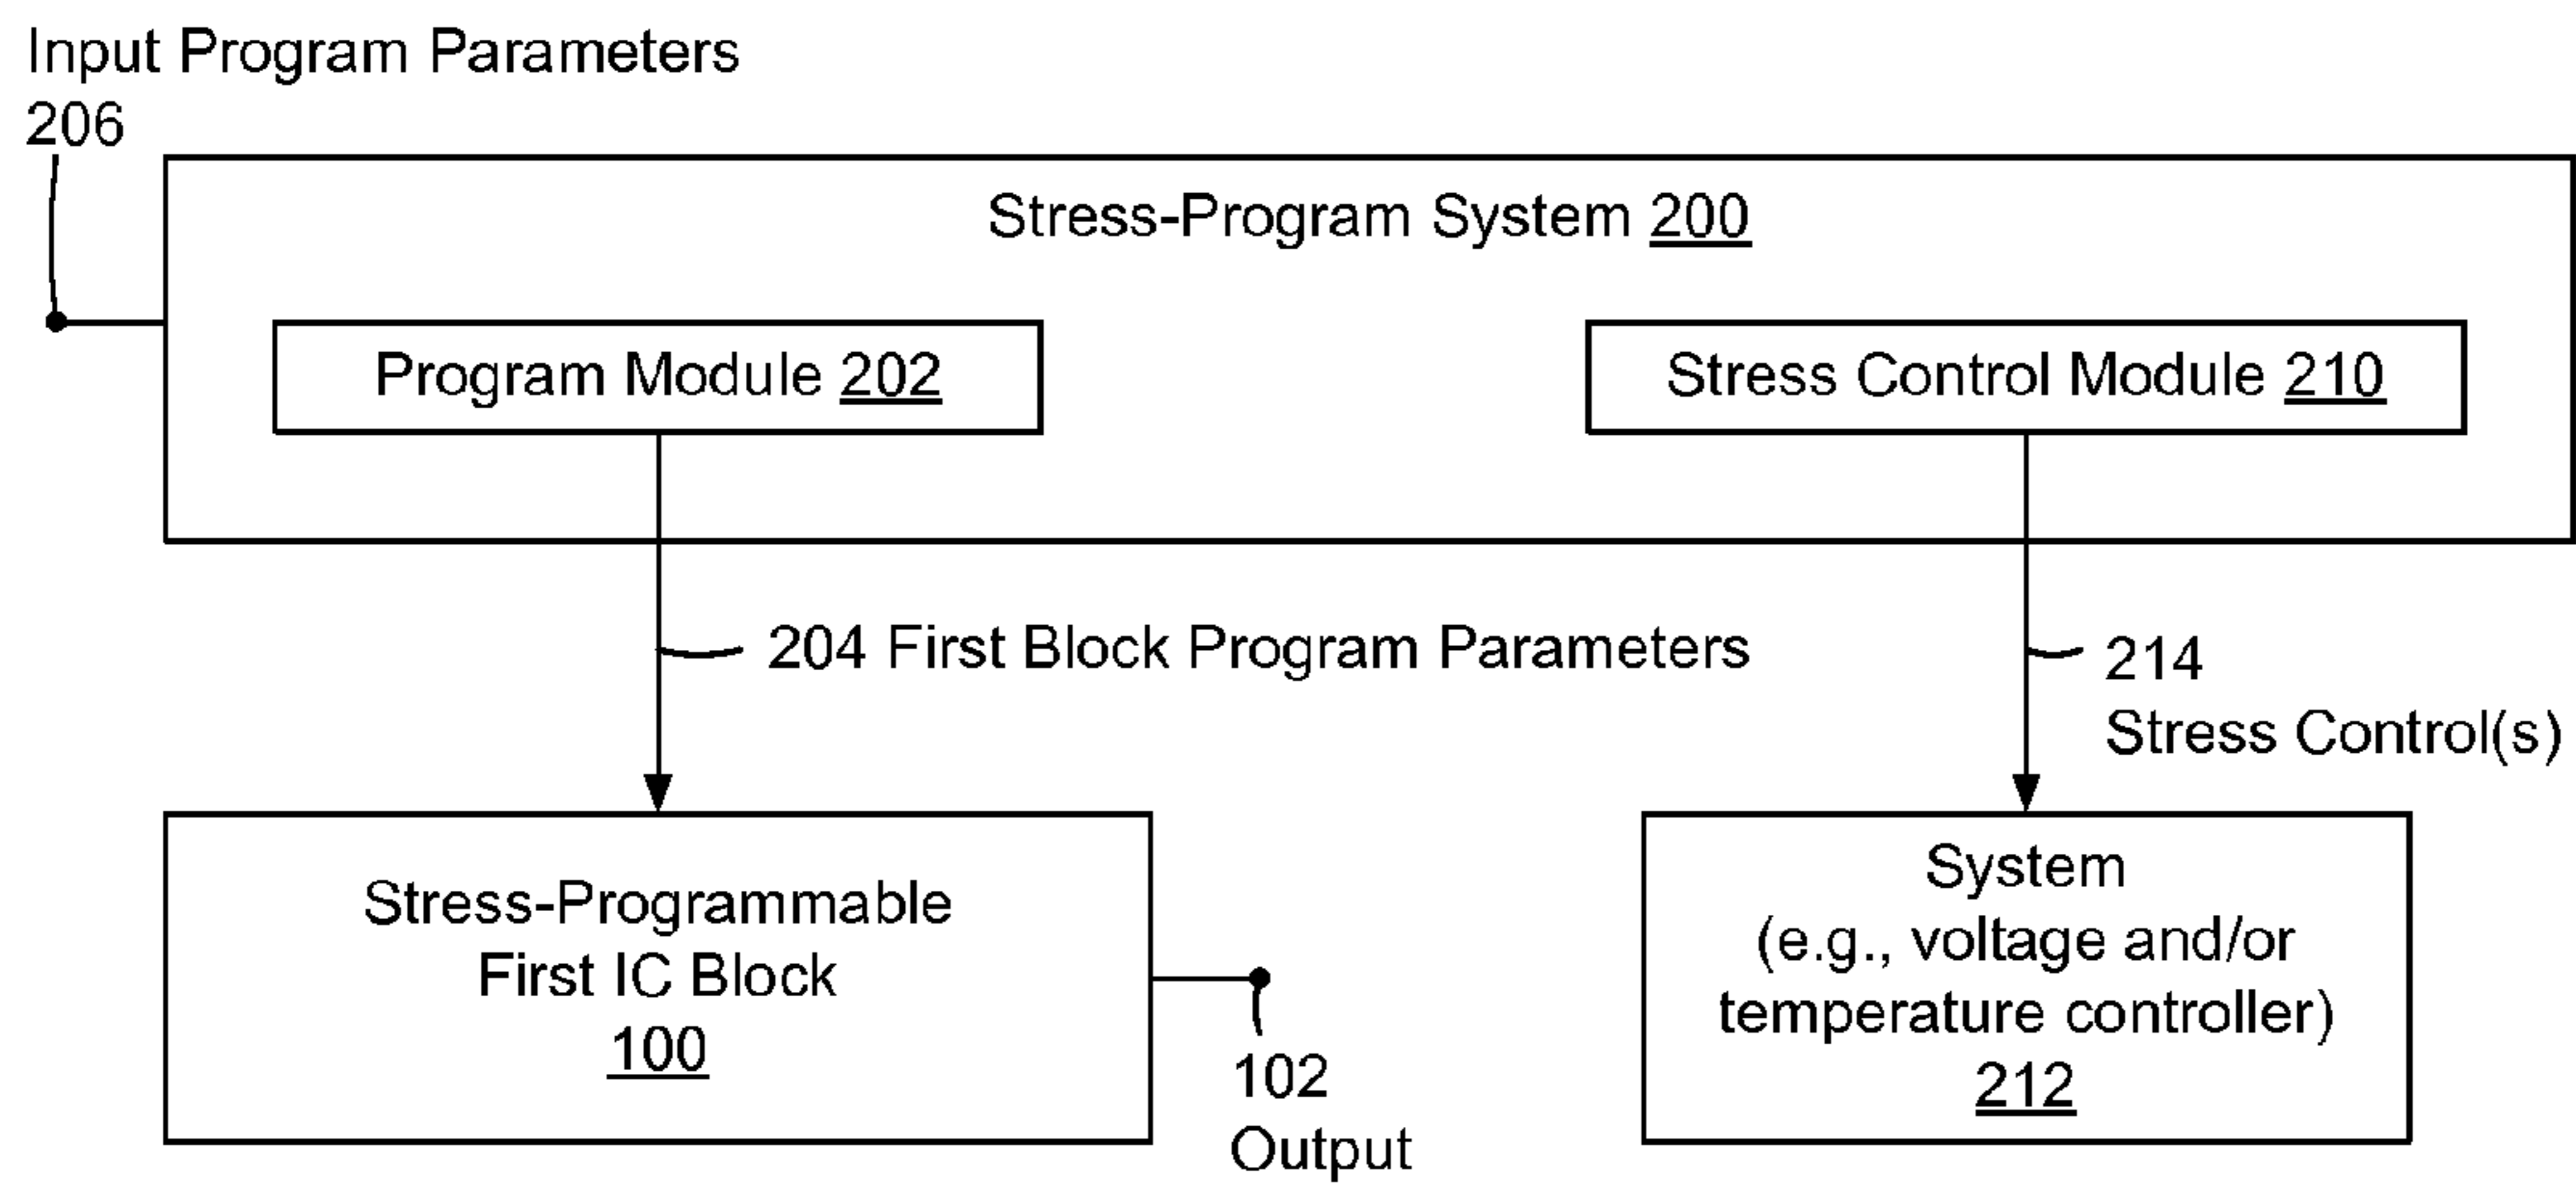 Input Program Parameters
206
Stress-Program System 200
Program Module 202
Stress Control Module 210
204 First Block Program Parameters
214
Stress Control(s)
Stress-Programmable
First IC Block
100
102
Output
System
(e.g., voltage and/or
temperature controller)
212